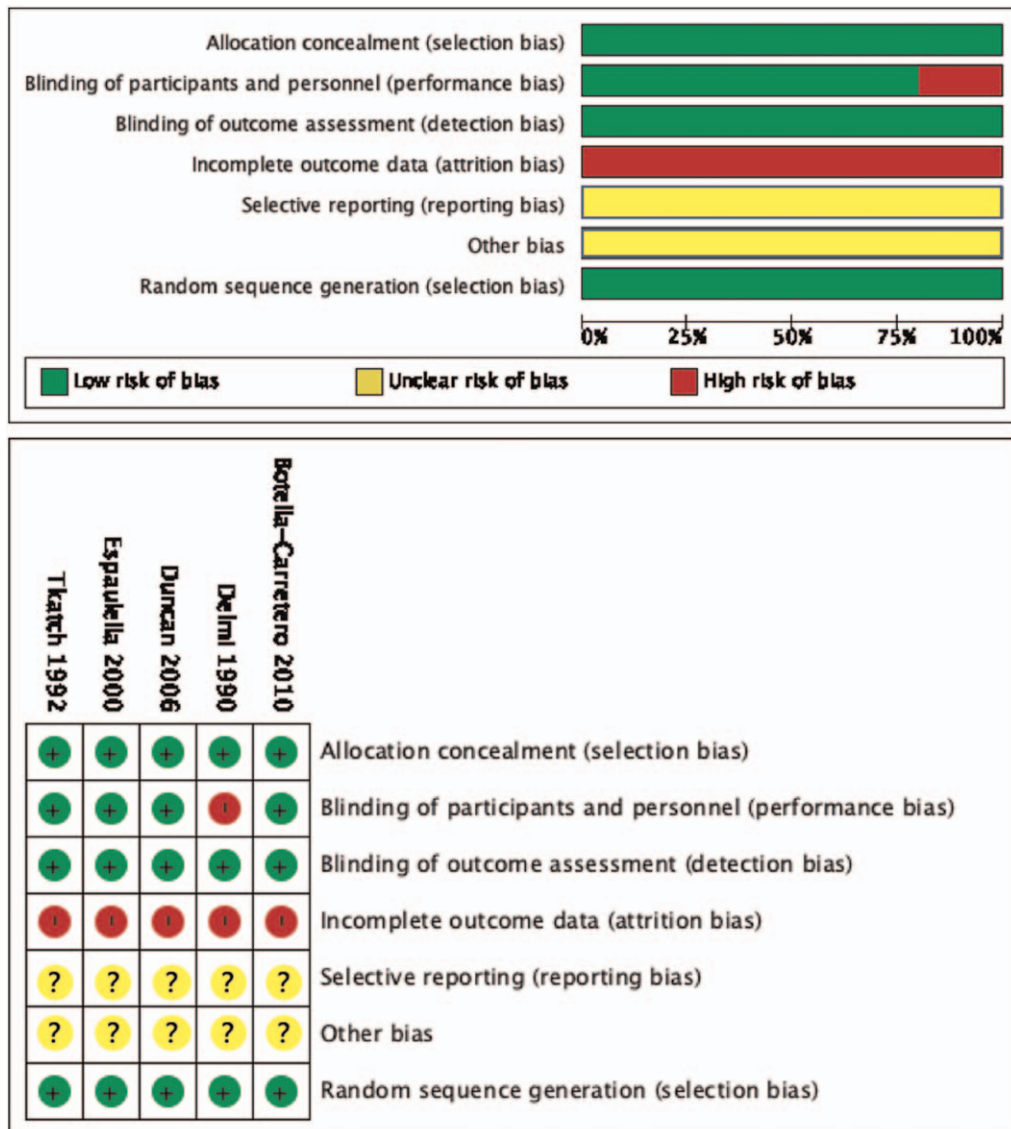 Allocation concealment (selection bias)
Blinding of participants and personnel (performance bias)
Blinding of outcome assessment (detection bias)
Incomplete outcome data (attrition bias)
Selective reporting (reporting bias)
Other bias
Random sequence generation (selection bias)
0% 25% 50% 75% 100%
Low risk of bias Unclear risk of bias High risk of bias
Tkatch 1992
Espaulella 2000
Duncan 2006
Delmi 1990
Botella-Carretero 2010
+ + + + + Allocation concealment (selection bias)
+ + + - + Blinding of participants and personnel (performance bias)
+ + + + + Blinding of outcome assessment (detection bias)
- - - - - Incomplete outcome data (attrition bias)
? ? ? ? ? Selective reporting (reporting bias)
? ? ? ? ? Other bias
+ + + + + Random sequence generation (selection bias)